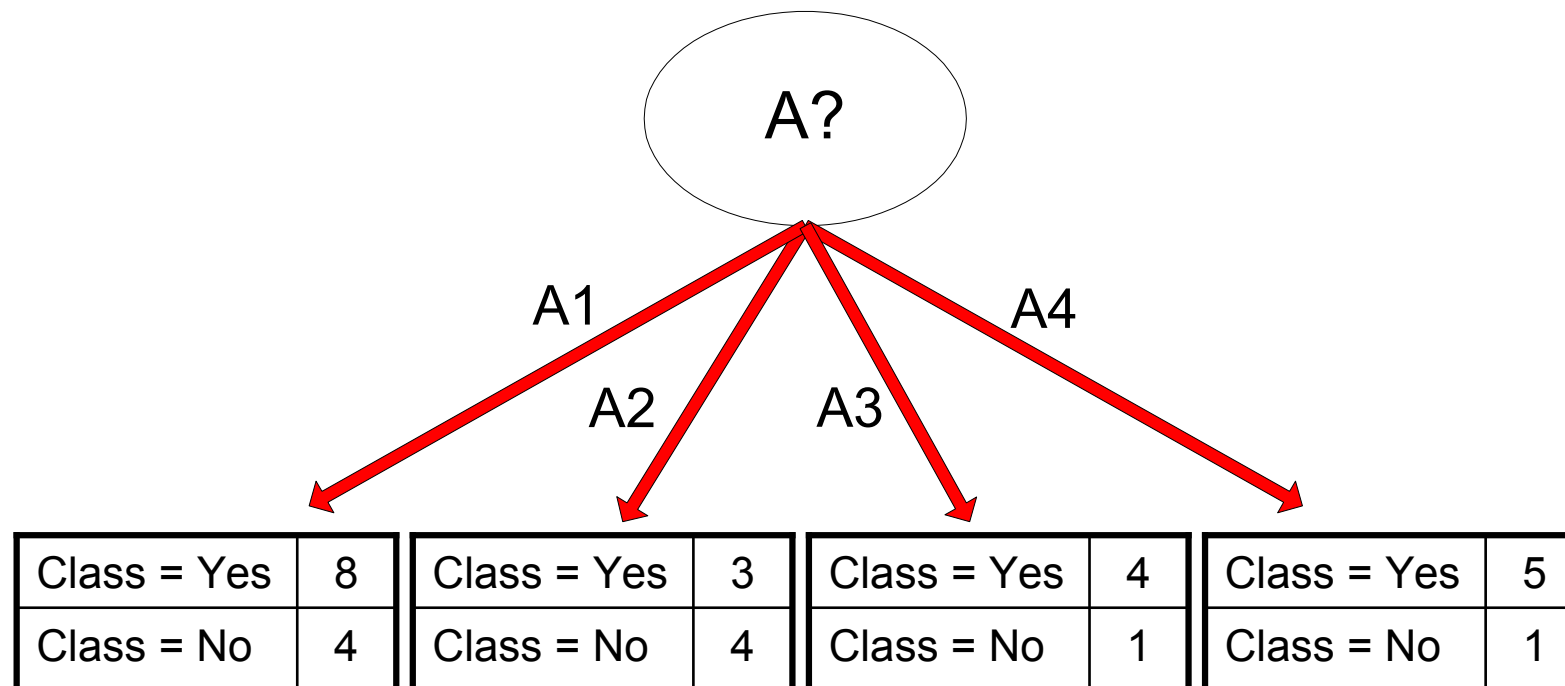 A?
A1
A4
A2
A3
Class = Yes 8 Class = Yes 3 Class = Yes 4 Class = Yes 5
Class = No 4 Class = No 4 Class = No 1 Class = No 1